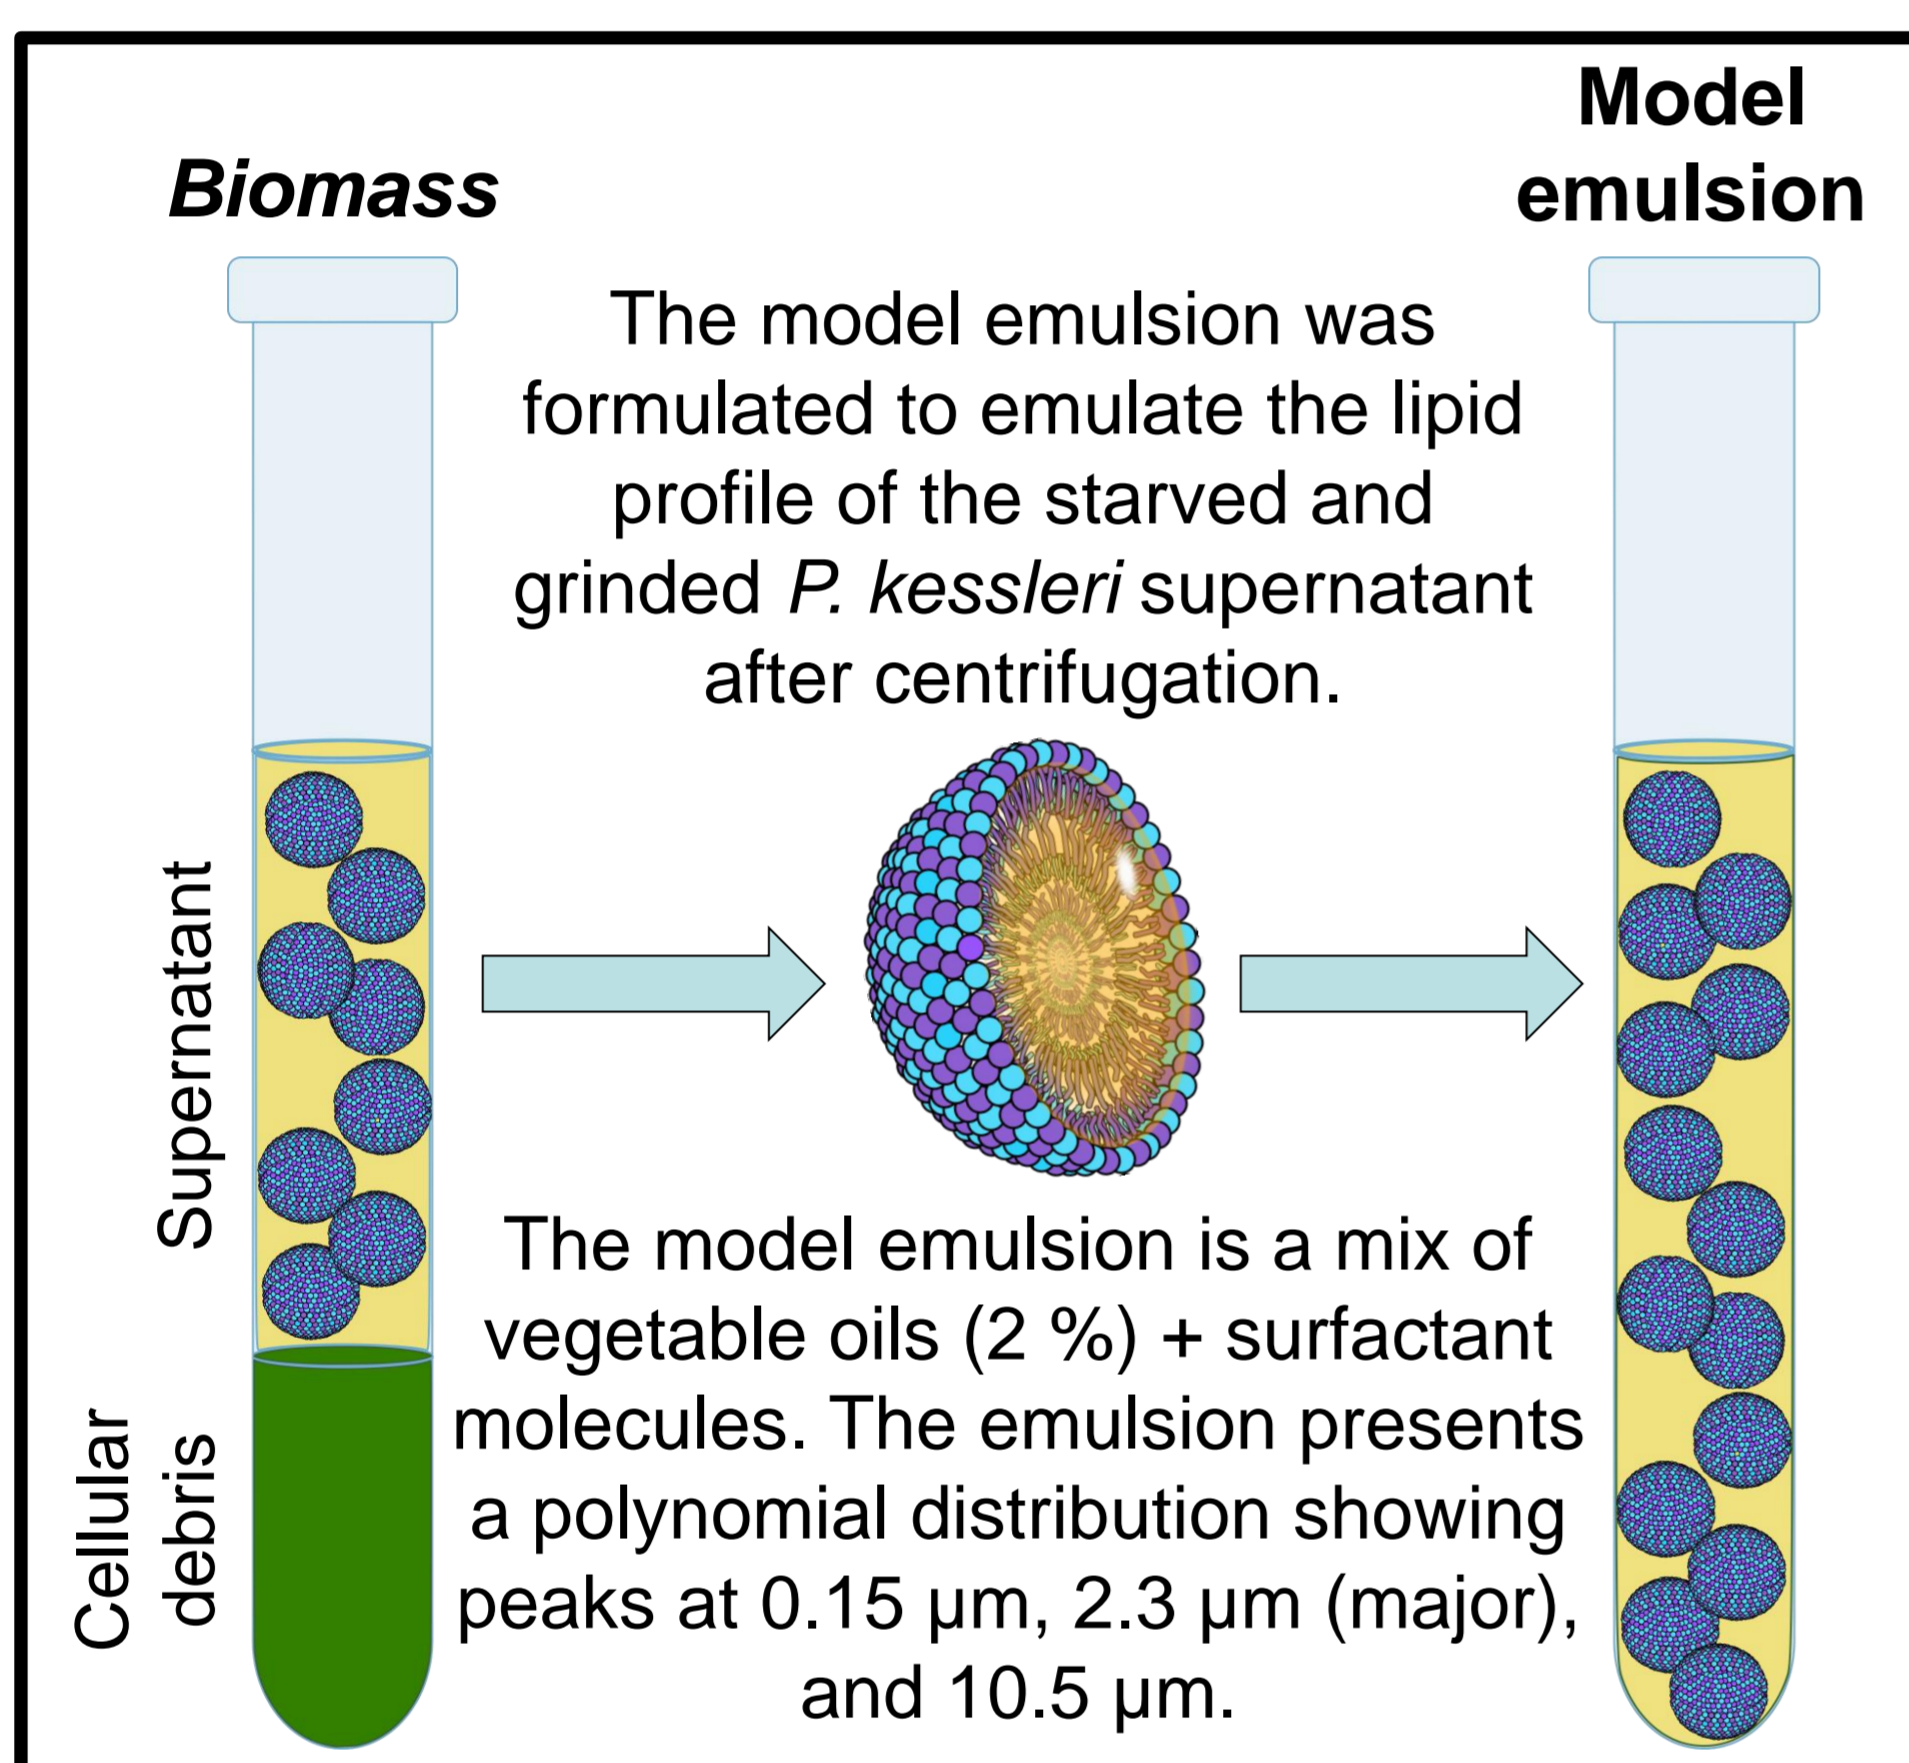 Model
emulsion
Biomass
The model emulsion was
formulated to emulate the lipid
profile of the starved and
grinded P. kessleri supernatant
after centrifugation.
Supernatant
The model emulsion is a mix of
vegetable oils (2 %) + surfactant
molecules. The emulsion presents
a polynomial distribution showing
peaks at 0.15 µm, 2.3 µm (major),
and 10.5 µm.
Cellular
debris